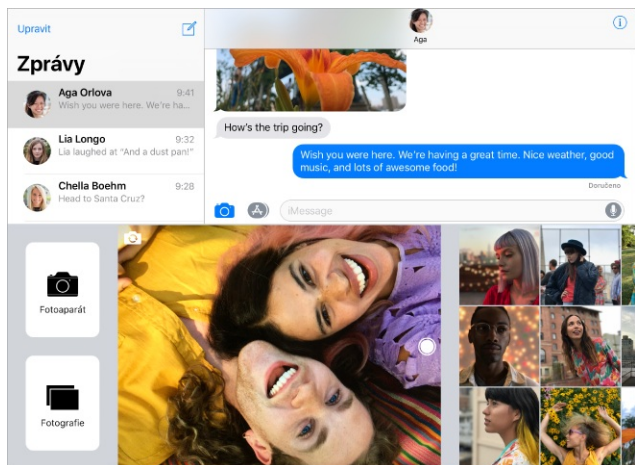 Upravit
Zprávy
Aga Orlova 9:41
Wish you were here. We're ha...
Lia Longo 9:32
Lia laughed at "And a dust pan!"
Chella Boehm 9:28
Head to Santa Cruz?
Aga
How's the trip going?
Wish you were here. We're having a great time. Nice weather, good
music, and lots of awesome food!
Doručeno
iMessage
Fotoaparát
Fotografie